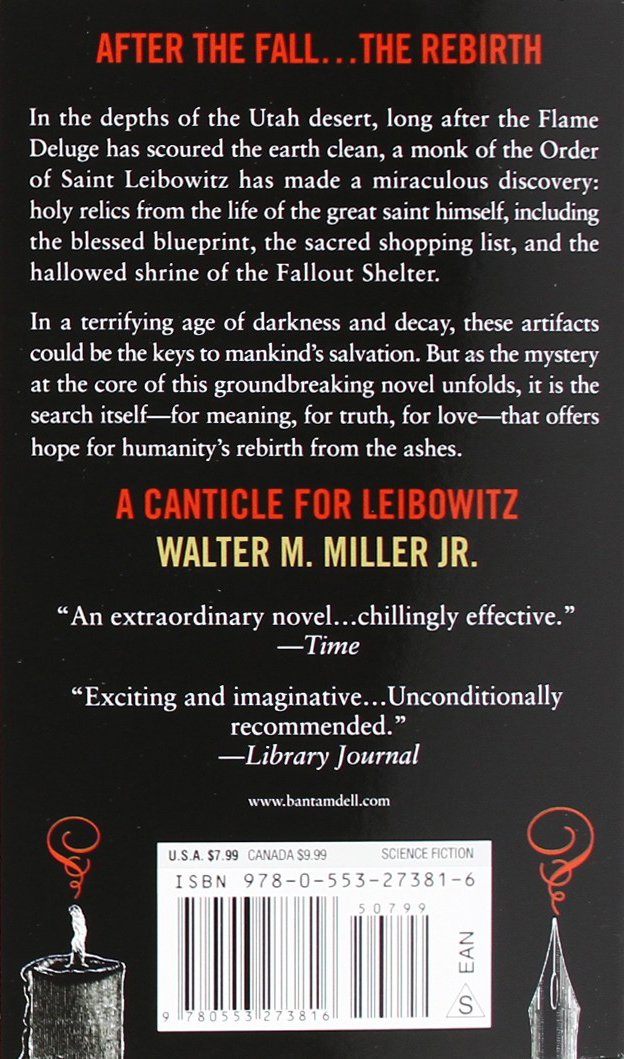 AFTER THE FALL...THE REBIRTH
In the depths of the Utah desert, long after the Flame
Deluge has scoured the earth clean, a monk of the Order
of Saint Leibowitz has made a miraculous discovery:
holy relics from the life of the great saint himself, including
the blessed blueprint, the sacred shopping list, and the
hallowed shrine of the Fallout Shelter.
In a terrifying age of darkness and decay, these artifacts
could be the keys to mankind's salvation. But as the mystery
at the core of this groundbreaking novel unfolds, it is the
search itself—for meaning, for truth, for love—that offers
hope for humanity's rebirth from the ashes.
A CANTICLE FOR LEIBOWITZ
WALTER M. MILLER JR.
“An extraordinary novel...chillingly effective.”
—Time
“Exciting and imaginative...Unconditionally
recommended.”
—Library Journal
www.bantamdell.com
U.S.A. $7.99 CANADA $9.99 SCIENCE FICTION
ISBN 978-0-553-27381-6
50799
EAN
S
9 780553 273816